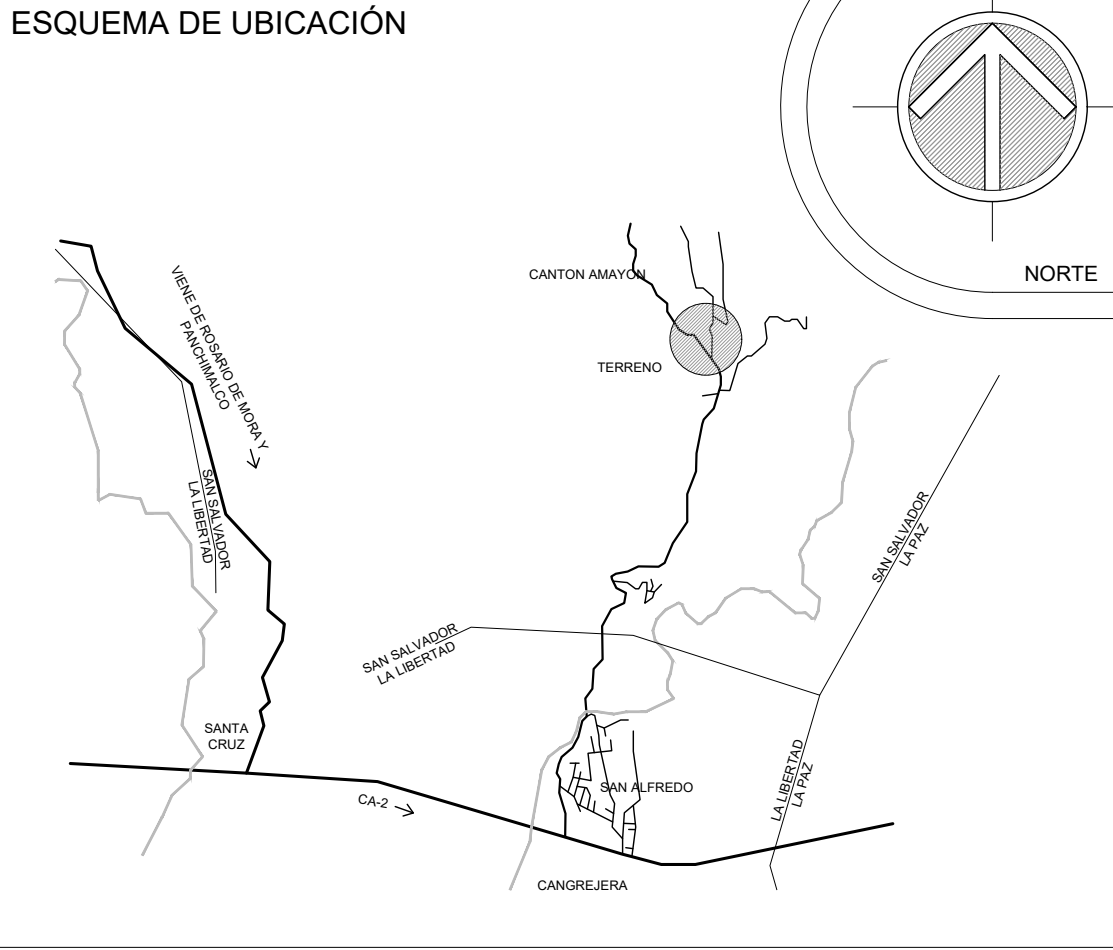 ESQUEMA DE UBICACIÓN
NORTE
CANTON AMAYON
VIENE DE ROSARIO DE MORA Y
PANCHIMALCO
TERRENO
SAN SALVADOR
LA LIBERTAD
SAN SALVADOR
LA PAZ
SAN SALVADOR
LA LIBERTAD
SANTA
CRUZ
LA LIBERTAD
LA PAZ
SAN ALFREDO
CA-2
CANGREJERA